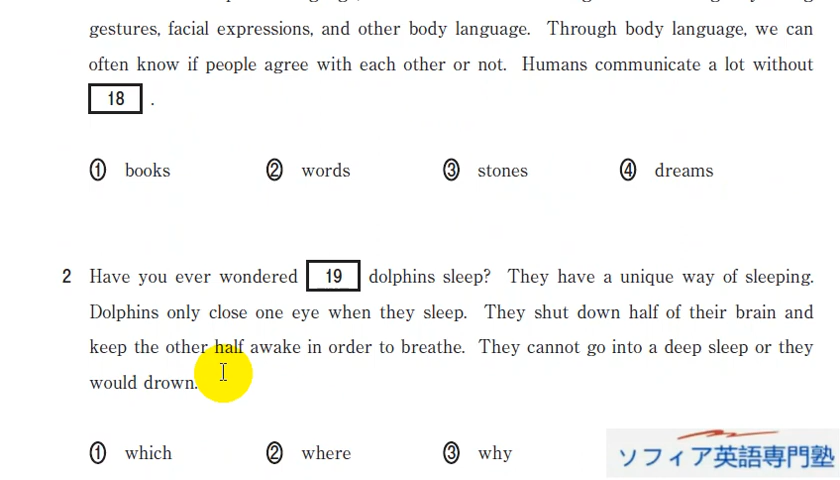 gestures, facial expressions, and other body language. Through body language, we can
often know if people agree with each other or not. Humans communicate a lot without
18 .
① books ② words ③ stones ④ dreams
2 Have you ever wondered 19 dolphins sleep? They have a unique way of sleeping.
Dolphins only close one eye when they sleep. They shut down half of their brain and
keep the other half awake in order to breathe. They cannot go into a deep sleep or they
would drown.
① which ② where ③ why
ソフィア英語専門塾